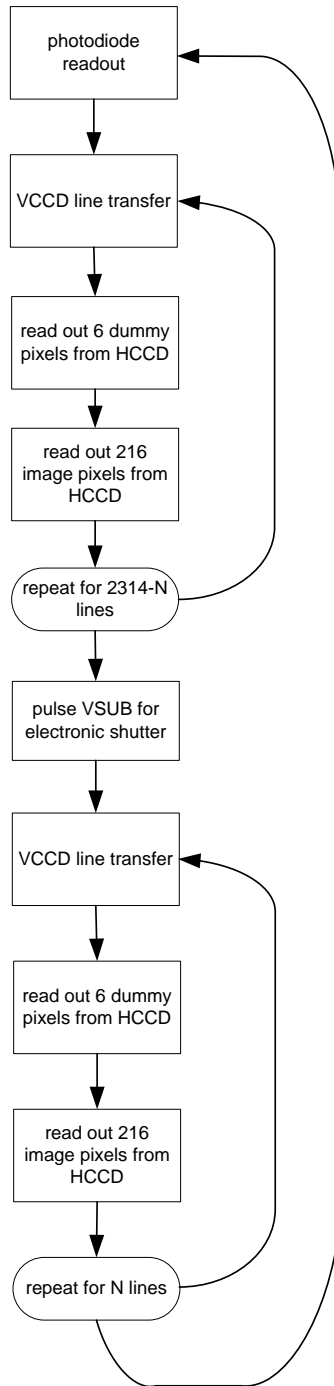 photodiode
readout
VCCD line transfer
read out 6 dummy
pixels from HCCD
read out 216
image pixels from
HCCD
repeat for 2314-N
lines
pulse VSUB for
electronic shutter
VCCD line transfer
read out 6 dummy
pixels from HCCD
read out 216
image pixels from
HCCD
repeat for N lines